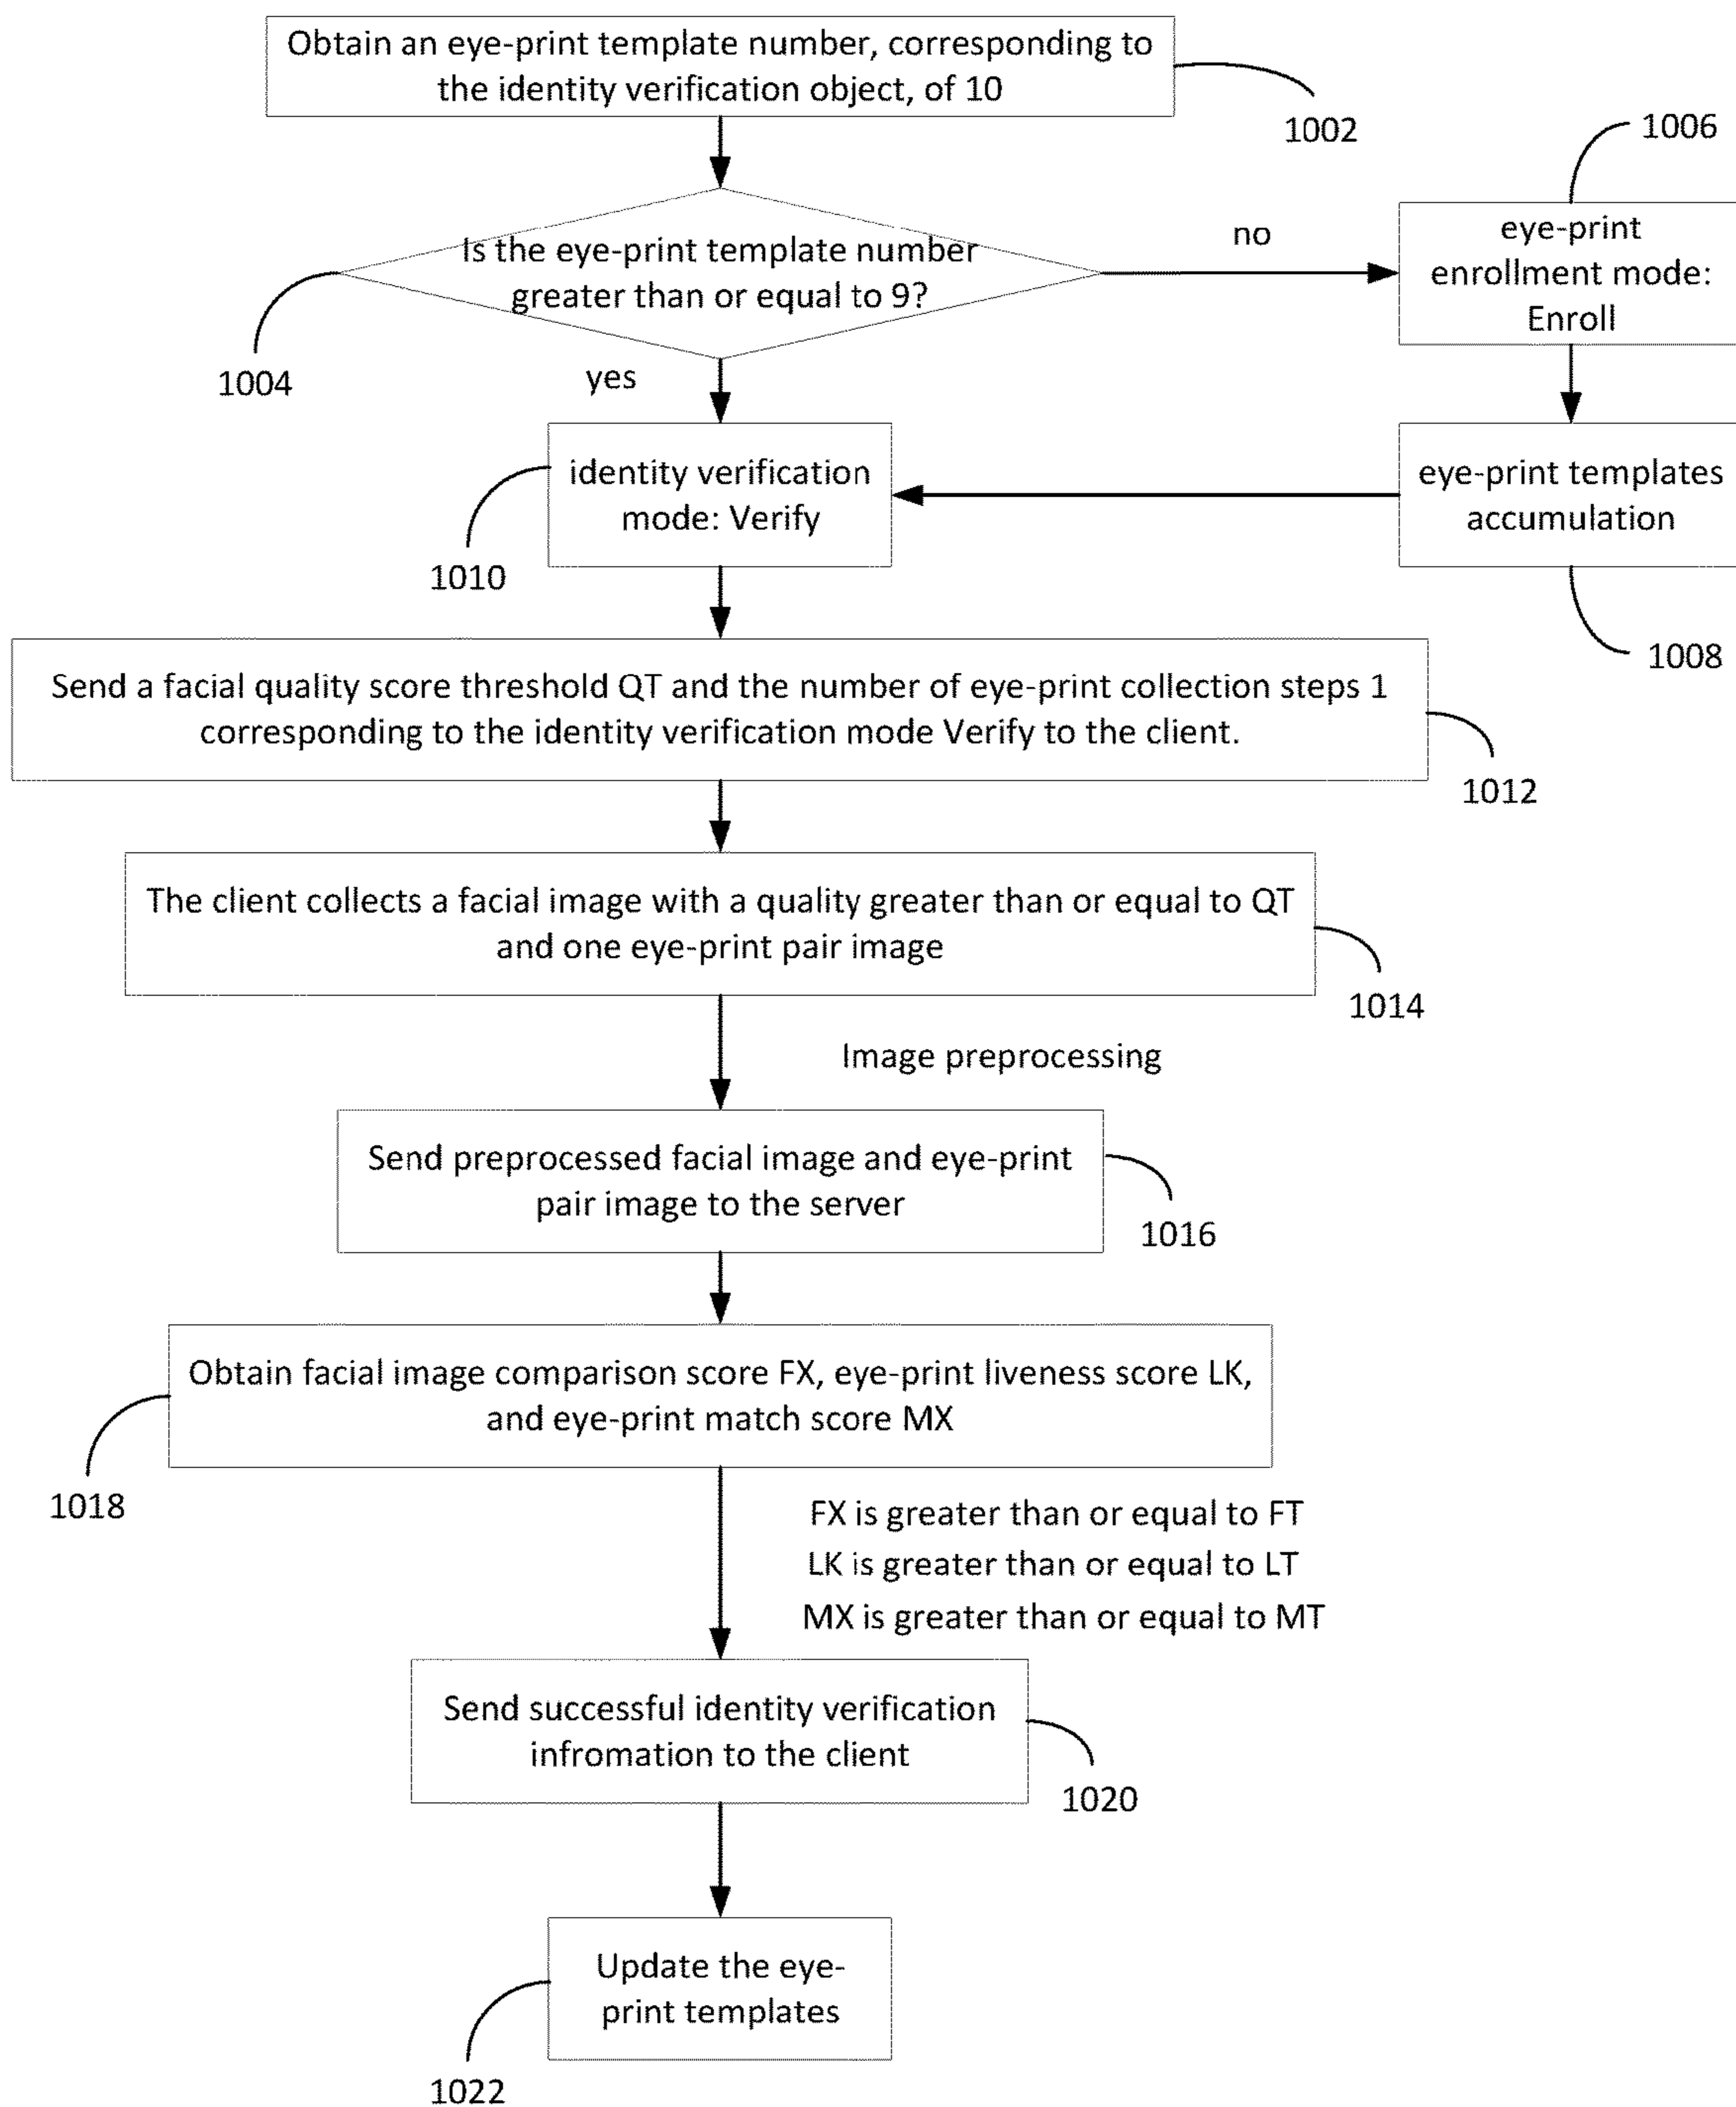 Obtain an eye-print template number, corresponding to
the identity verification object, of 10
1002
1006
Is the eye-print template number
greater than or equal to 9?
no
eye-print
enrollment mode:
Enroll
1004
yes
identity verification
mode: Verify
eye-print templates
accumulation
1010
1008
Send a facial quality score threshold QT and the number of eye-print collection steps 1
corresponding to the identity verification mode Verify to the client.
1012
The client collects a facial image with a quality greater than or equal to QT
and one eye-print pair image
1014
Image preprocessing
Send preprocessed facial image and eye-print
pair image to the server
1016
Obtain facial image comparison score FX, eye-print liveness score LK,
and eye-print match score MX
1018
FX is greater than or equal to FT
LK is greater than or equal to LT
MX is greater than or equal to MT
Send successful identity verification
infromation to the client
1020
Update the eye-
print templates
1022